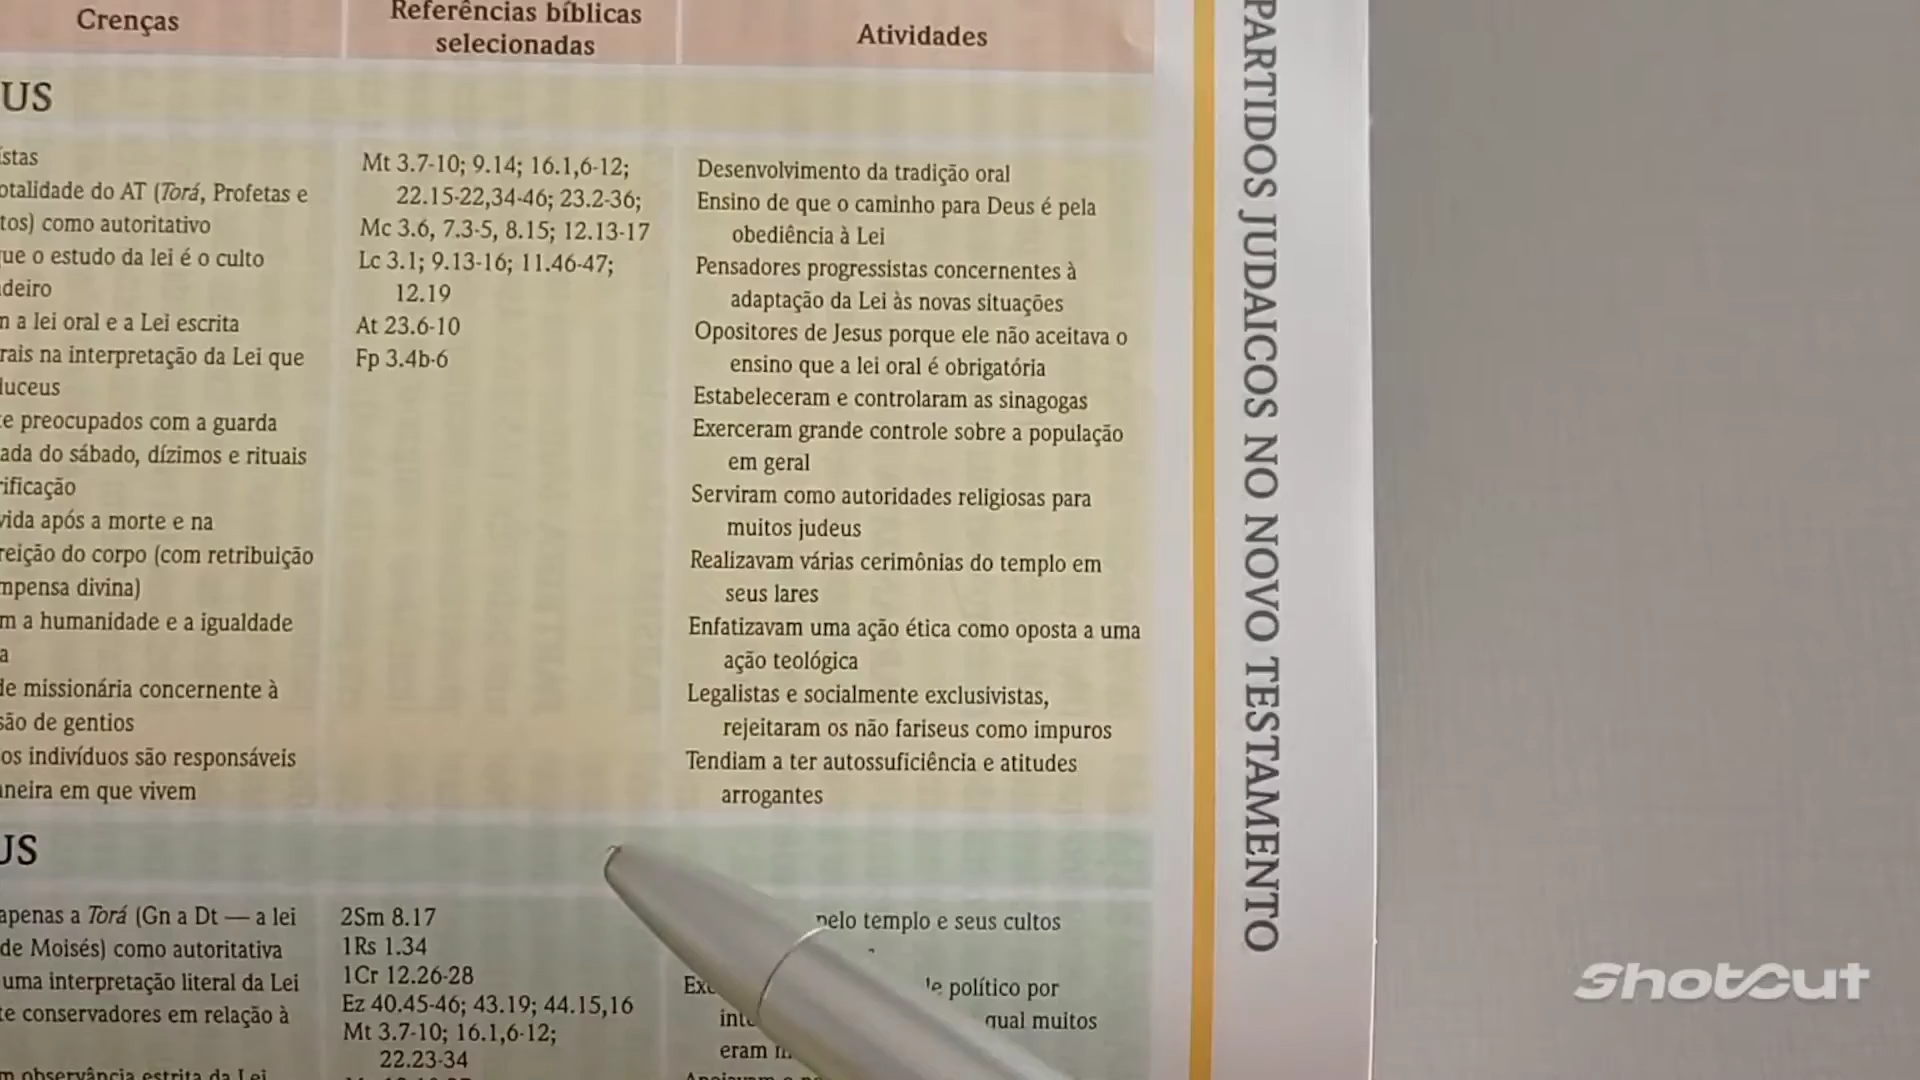 Crenças
Referências bíblicas
selecionadas
Atividades
US
ístas
otalidade do AT (Torá, Profetas e
tos) como autoritativo
ue o estudo da lei é o culto
deiro
n a lei oral e a Lei escrita
rais na interpretação da Lei que
luceus
te preocupados com a guarda
ada do sábado, dízimos e rituais
rificação
vida após a morte e na
reição do corpo (com retribuição
mpensa divina)
m a humanidade e a igualdade
a
de missionária concernente à
são de gentios
os indivíduos são responsáveis
aneira em que vivem
Mt 3.7-10; 9.14; 16.1,6-12;
22.15-22,34-46; 23.2-36;
Mc 3.6, 7.3-5, 8.15; 12.13-17
Lc 3.1; 9.13-16; 11.46-47;
12.19
At 23.6-10
Fp 3.4b-6
Desenvolvimento da tradição oral
Ensino de que o caminho para Deus é pela
obediência à Lei
Pensadores progressistas concernentes à
adaptação da Lei às novas situações
Opositores de Jesus porque ele não aceitava o
ensino que a lei oral é obrigatória
Estabeleceram e controlaram as sinagogas
Exerceram grande controle sobre a população
em geral
Serviram como autoridades religiosas para
muitos judeus
Realizavam várias cerimônias do templo em
seus lares
Enfatizavam uma ação ética como oposta a uma
ação teológica
Legalistas e socialmente exclusivistas,
rejeitaram os não fariseus como impuros
Tendiam a ter autossuficiência e atitudes
arrogantes
US
apenas a Torá (Gn a Dt — a lei
de Moisés) como autoritativa
uma interpretação literal da Lei
te conservadores em relação à
m observância estrita da Lei
2Sm 8.17
1Rs 1.34
1Cr 12.26-28
Ez 40.45-46; 43.19; 44.15,16
Mt 3.7-10; 16.1,6-12;
22.23-34
pelo templo e seus cultos
político por
qual muitos
eram
PARTIDOS JUDAICOS NO NOVO TESTAMENTO
ShotCut